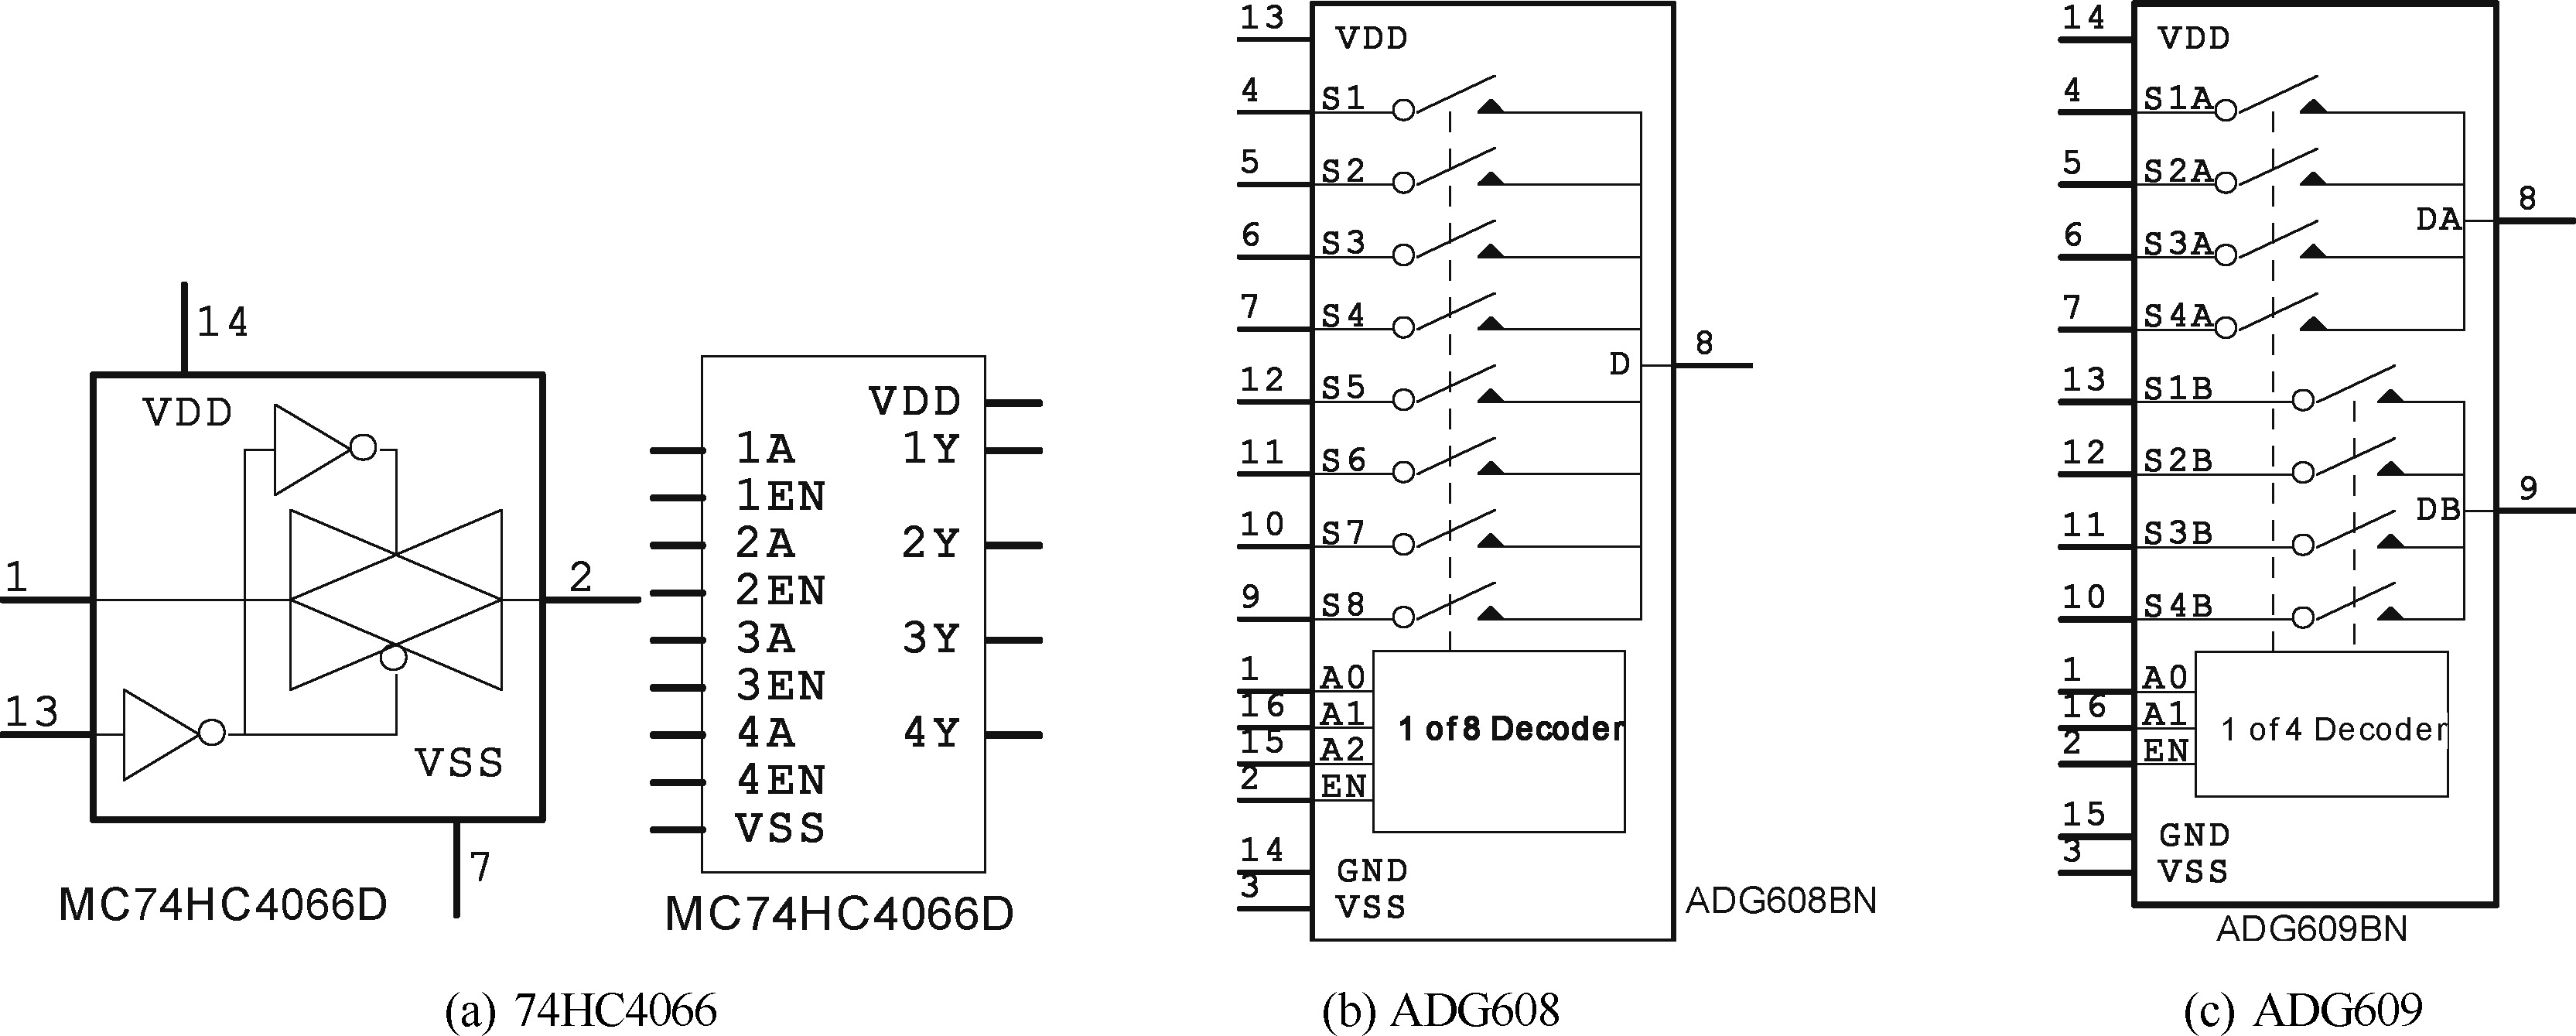 14
VDD
1
2
13
VSS
7
MC74HC4066D
VDD
1A 1Y
1EN
2A 2Y
2EN
3A 3Y
3EN
4A 4Y
4EN
VSS
MC74HC4066D
(a) 74HC4066
13 VDD
4 S1
5 S2
6 S3
7 S4
D 8
12 S5
11 S6
10 S7
9 S8
1 A0
16 A1
1 of 8 Decoder
15 A2
2 EN
14 GND
3 VSS
ADG608BN
(b) ADG608
14 VDD
4 S1A
5 S2A
DA 8
6 S3A
7 S4A
13 S1B
12 S2B
DB 9
11 S3B
10 S4B
1 A0
16 A1
1 of 4 Decoder
2 EN
15 GND
3 VSS
ADG609BN
(c) ADG609